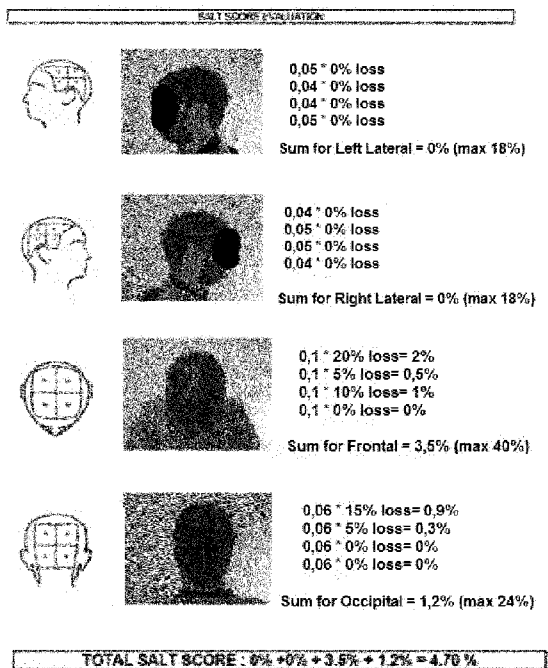 SALT SCORE EVALUATION
0,05 * 0% loss
0,04 * 0% loss
0,04 * 0% loss
0,05 * 0% loss
Sum for Left Lateral = 0% (max 18%)
0,04 * 0% loss
0,05 * 0% loss
0,05 * 0% loss
0,04 * 0% loss
Sum for Right Lateral = 0% (max 18%)
0,1 * 20% loss= 2%
0,1 * 5% loss= 0,5%
0,1 * 10% loss= 1%
0,1 * 0% loss= 0%
Sum for Frontal = 3,5% (max 40%)
0,06 * 15% loss= 0,9%
0,06 * 5% loss= 0,3%
0,06 * 0% loss= 0%
0,06 * 0% loss= 0%
Sum for Occipital = 1,2% (max 24%)
TOTAL SALT SCORE : 0% +0% + 3.5% + 1.2% = 4.70 %